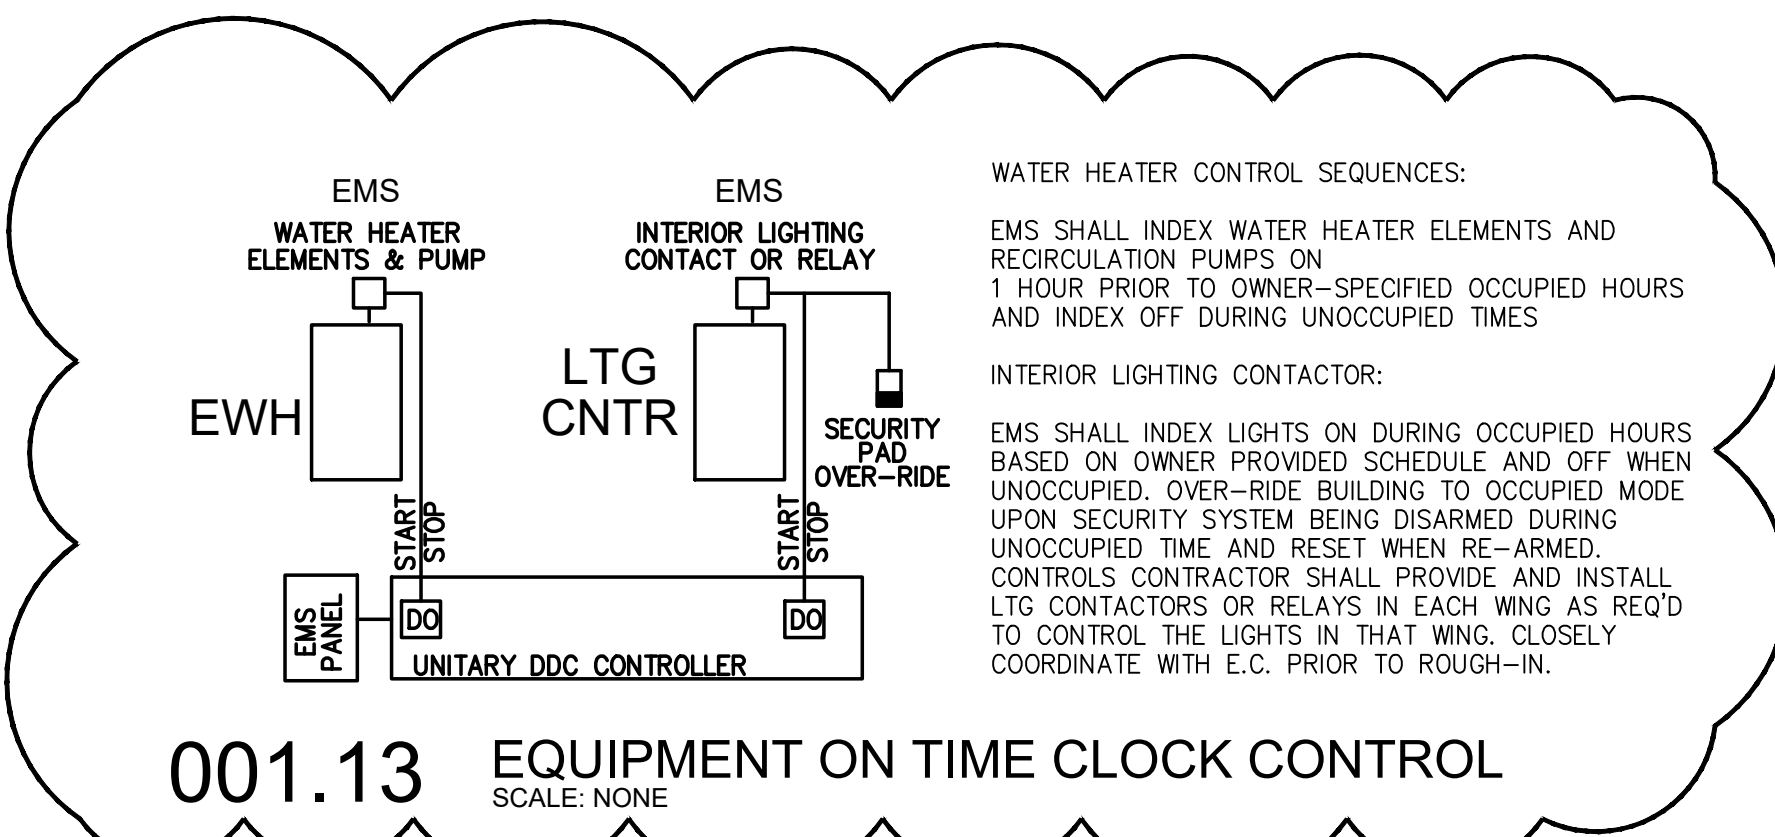 EMS
WATER HEATER
ELEMENTS & PUMP
EWH
START
STOP
EMS
INTERIOR LIGHTING
CONTACT OR RELAY
LTG
CNTR
SECURITY
PAD
OVER-RIDE
START
STOP
EMS
PANEL
DO
DO
UNITARY DDC CONTROLLER
WATER HEATER CONTROL SEQUENCES:
EMS SHALL INDEX WATER HEATER ELEMENTS AND
RECIRCULATION PUMPS ON
1 HOUR PRIOR TO OWNER-SPECIFIED OCCUPIED HOURS
AND INDEX OFF DURING UNOCCUPIED TIMES
INTERIOR LIGHTING CONTACTOR:
EMS SHALL INDEX LIGHTS ON DURING OCCUPIED HOURS
BASED ON OWNER PROVIDED SCHEDULE AND OFF WHEN
UNOCCUPIED. OVER-RIDE BUILDING TO OCCUPIED MODE
UPON SECURITY SYSTEM BEING DISARMED DURING
UNOCCUPIED TIME AND RESET WHEN RE-ARMED.
CONTROLS CONTRACTOR SHALL PROVIDE AND INSTALL
LTG CONTACTORS OR RELAYS IN EACH WING AS REQ'D
TO CONTROL THE LIGHTS IN THAT WING. CLOSELY
COORDINATE WITH E.C. PRIOR TO ROUGH-IN.
001.13
EQUIPMENT ON TIME CLOCK CONTROL
SCALE: NONE